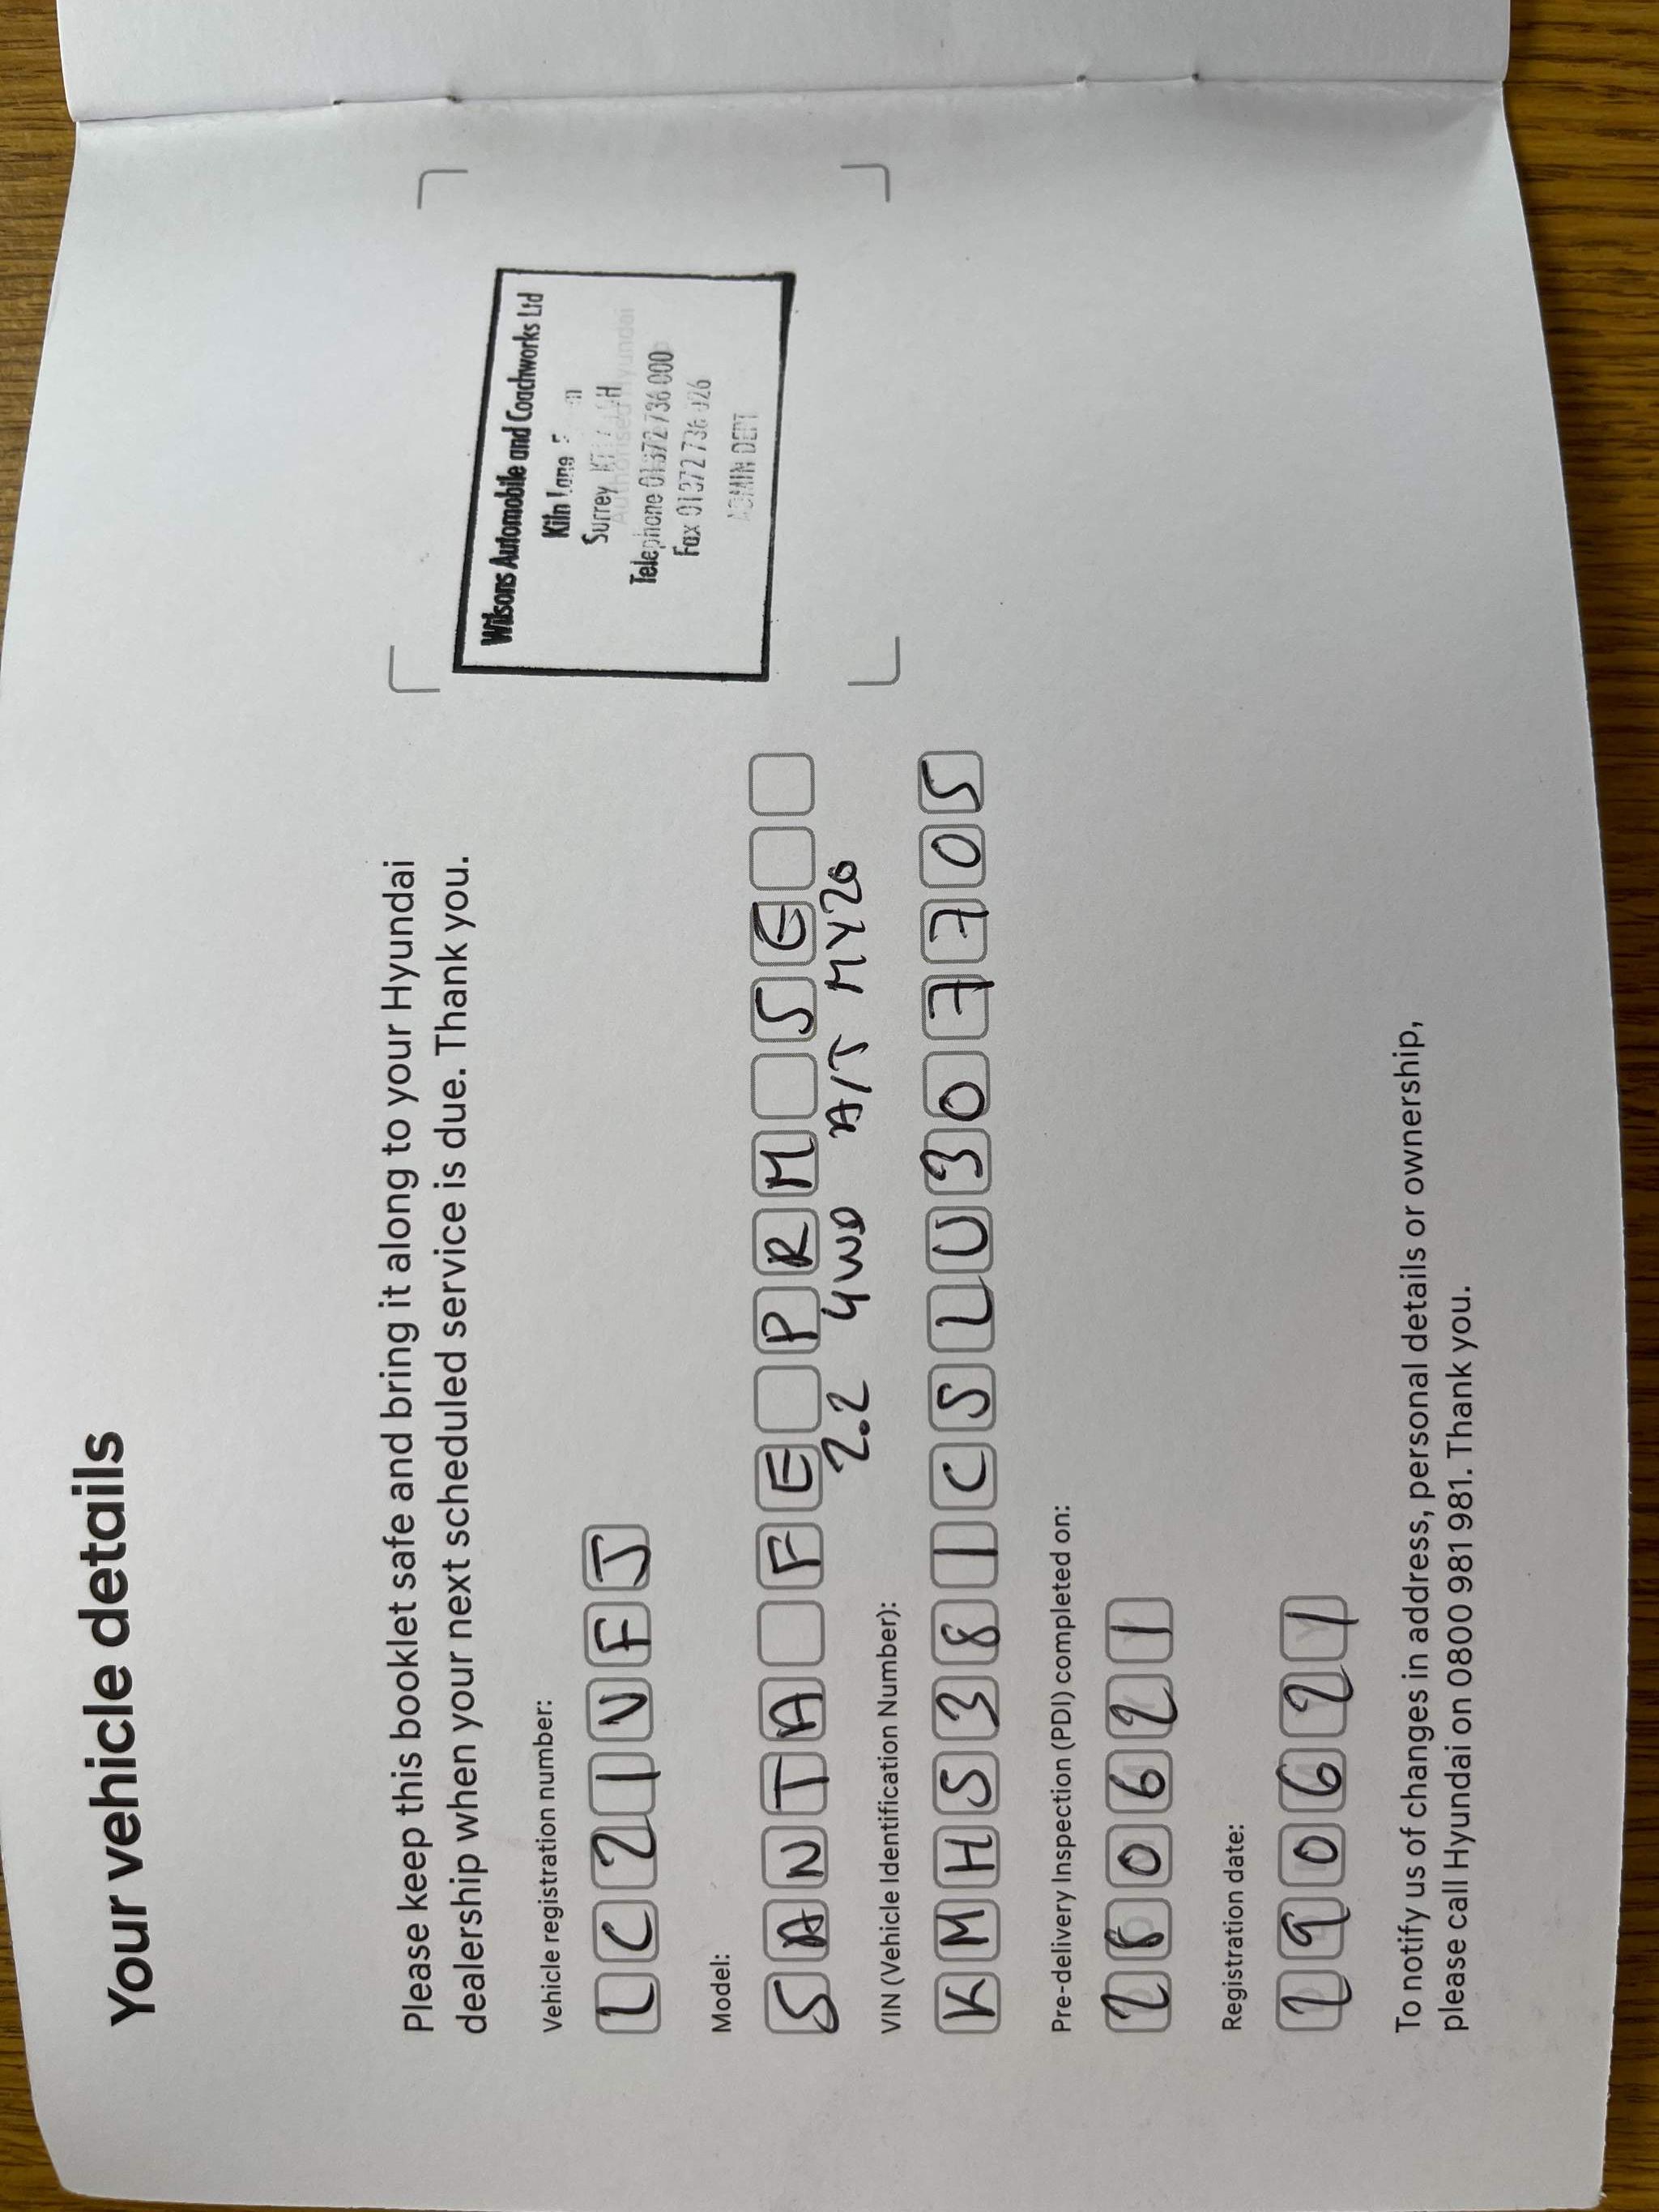 Your vehicle details
Please keep this booklet safe and bring it along to your Hyundai
dealership when your next scheduled service is due. Thank you.
Vehicle registration number:
LC21VFJ
Model:
SANTA FE PRM SE
2.2 4WD A/T MY20
VIN (Vehicle Identification Number):
KMHS381CSLU307705
Pre-delivery Inspection (PDI) completed on:
280621
Registration date:
290621
To notify us of changes in address, personal details or ownership,
please call Hyundai on 0800 981 981. Thank you.
Wilsons Automobile and Coachworks Ltd
Kiln Lane
Surrey
Authorised Hyundai
Telephone 01372 736 000
Fax 01372 736 026
ADMIN DEPT